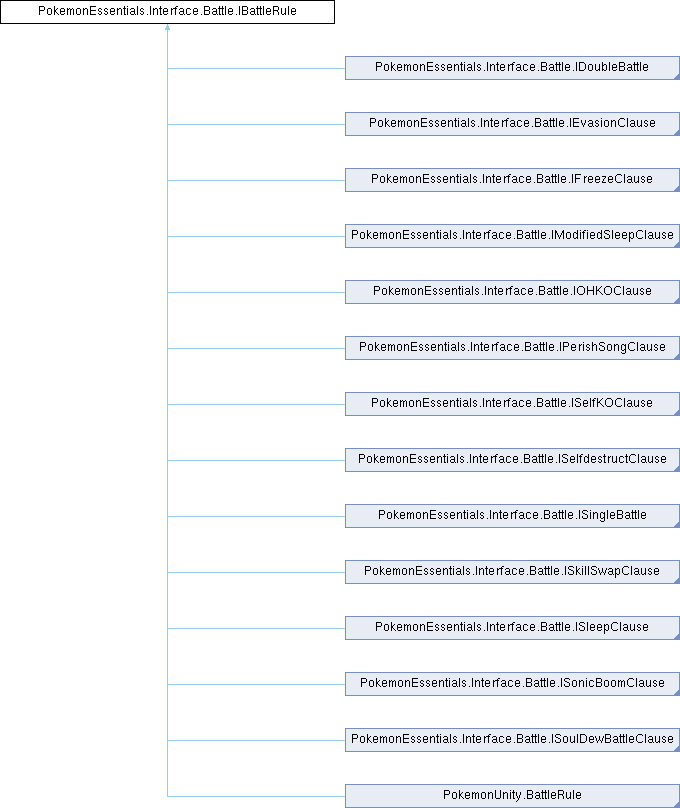 PokemonEssentials.Interface.Battle.IBattleRule
PokemonEssentials.Interface.Battle.IDoubleBattle
PokemonEssentials.Interface.Battle.IEvasionClause
PokemonEssentials.Interface.Battle.IFreezeClause
PokemonEssentials.Interface.Battle.IModifiedSleepClause
PokemonEssentials.Interface.Battle.IOHKOClause
PokemonEssentials.Interface.Battle.IPerishSongClause
PokemonEssentials.Interface.Battle.ISelfKOClause
PokemonEssentials.Interface.Battle.ISelfdestructClause
PokemonEssentials.Interface.Battle.ISingleBattle
PokemonEssentials.Interface.Battle.ISkillSwapClause
PokemonEssentials.Interface.Battle.ISleepClause
PokemonEssentials.Interface.Battle.ISonicBoomClause
PokemonEssentials.Interface.Battle.ISoulDewBattleClause
PokemonUnity.BattleRule